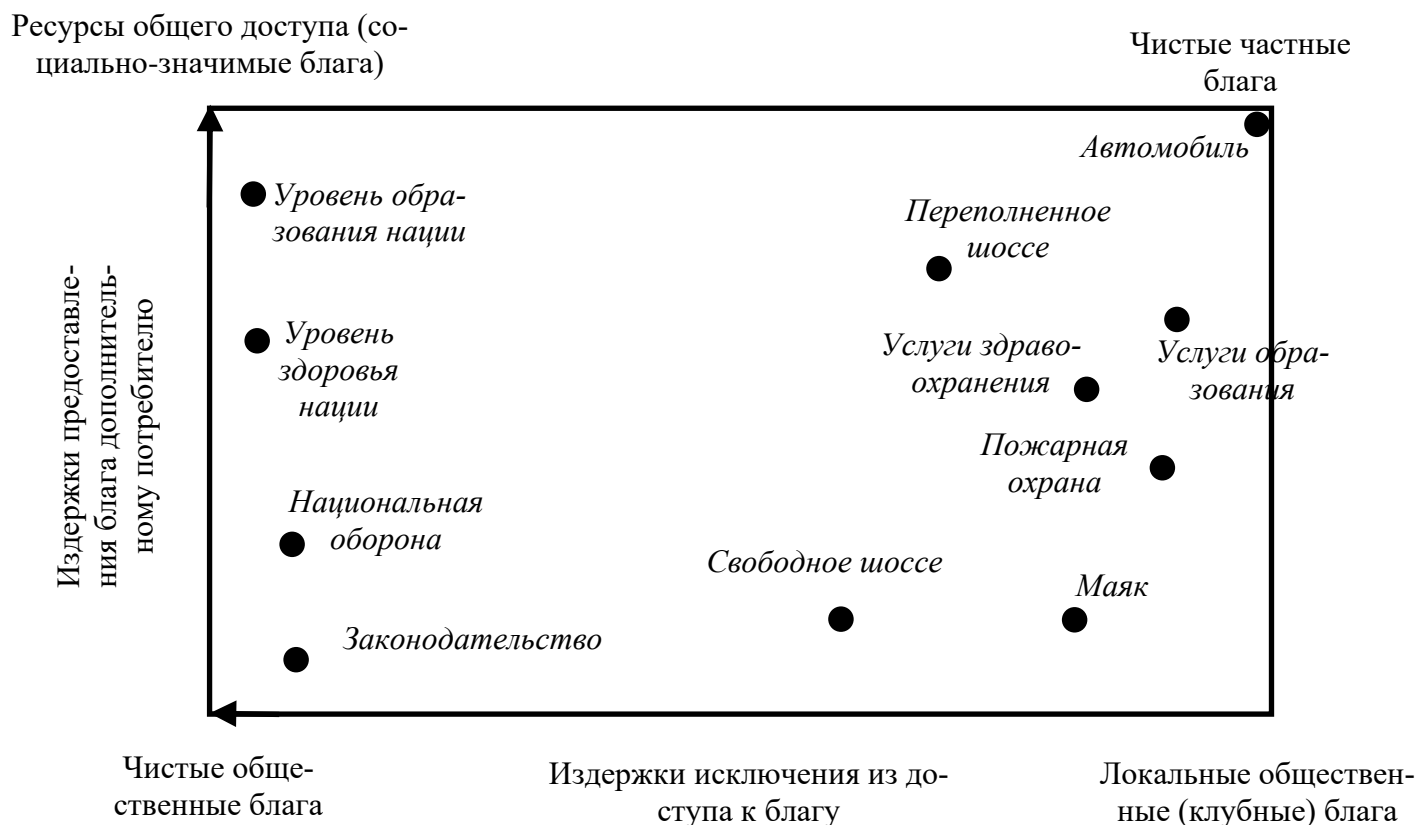 Ресурсы общего доступа (со-
циально-значимые блага)
Чистые частные
блага
Автомобиль
Уровень обра-
зования нации
Переполненное
шоссе
Издержки предоставле-
ния блага дополнитель-
ному потребителю
Уровень
здоровья
нации
Услуги здраво-
охранения
Услуги обра-
зования
Пожарная
охрана
Национальная
оборона
Свободное шоссе
Маяк
Законодательство
Чистые обще-
ственные блага
Издержки исключения из до-
ступа к благу
Локальные обществен-
ные (клубные) блага